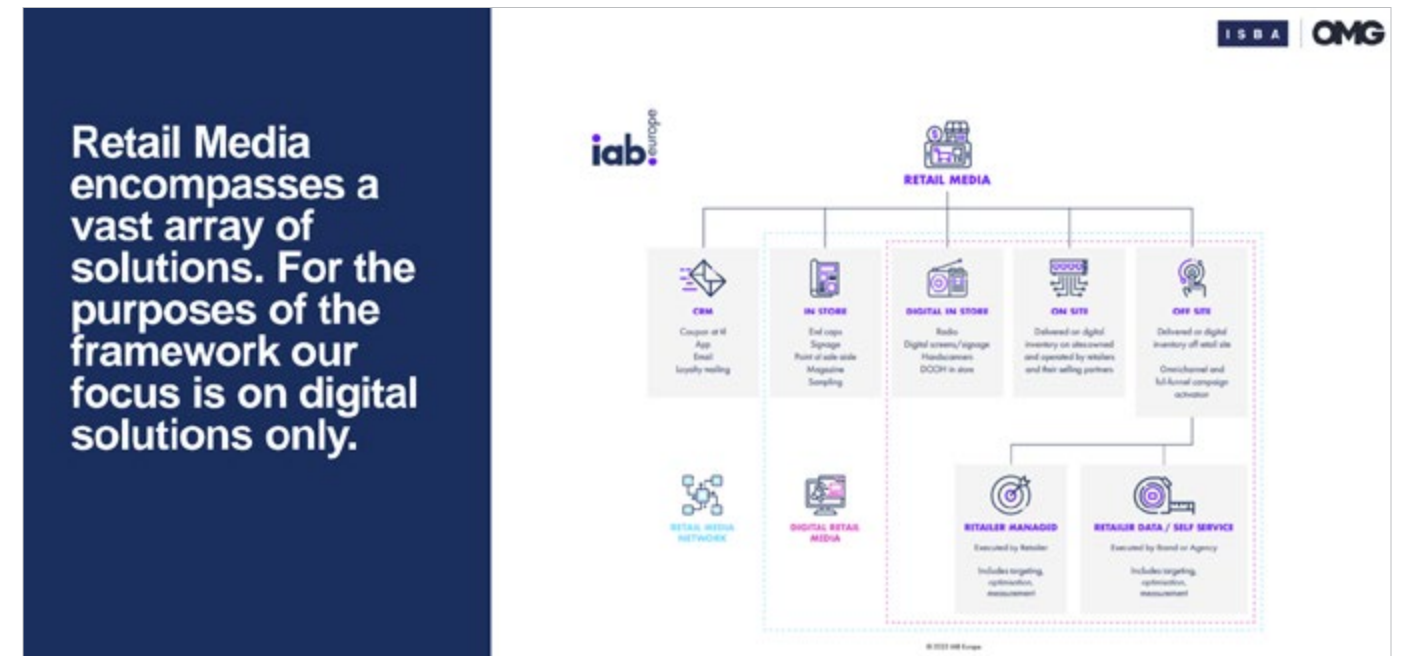 ISBA OMG
Retail Media
encompasses a
vast array of
solutions. For the
purposes of the
framework our
focus is on digital
solutions only.
iab. europe
RETAIL MEDIA
CRM
Coupon at till
App
Email
Loyalty mailing
IN STORE
End caps
Signage
Point of sale aisle
Magazine
Sampling
DIGITAL IN STORE
Radio
Digital screens/signage
Handscanners
DOOH in store
ON SITE
Delivered on digital
inventory on sites owned
and operated by retailers
and their selling partners
OFF SITE
Delivered on digital
inventory off retail site
Omnichannel and
full-funnel campaign
activation
RETAIL MEDIA
NETWORK
DIGITAL RETAIL
MEDIA
RETAILER MANAGED
Executed by Retailer
Includes targeting,
optimisation,
measurement
RETAILER DATA / SELF SERVICE
Executed by Brand or Agency
Includes targeting,
optimisation,
measurement
IAB Europe